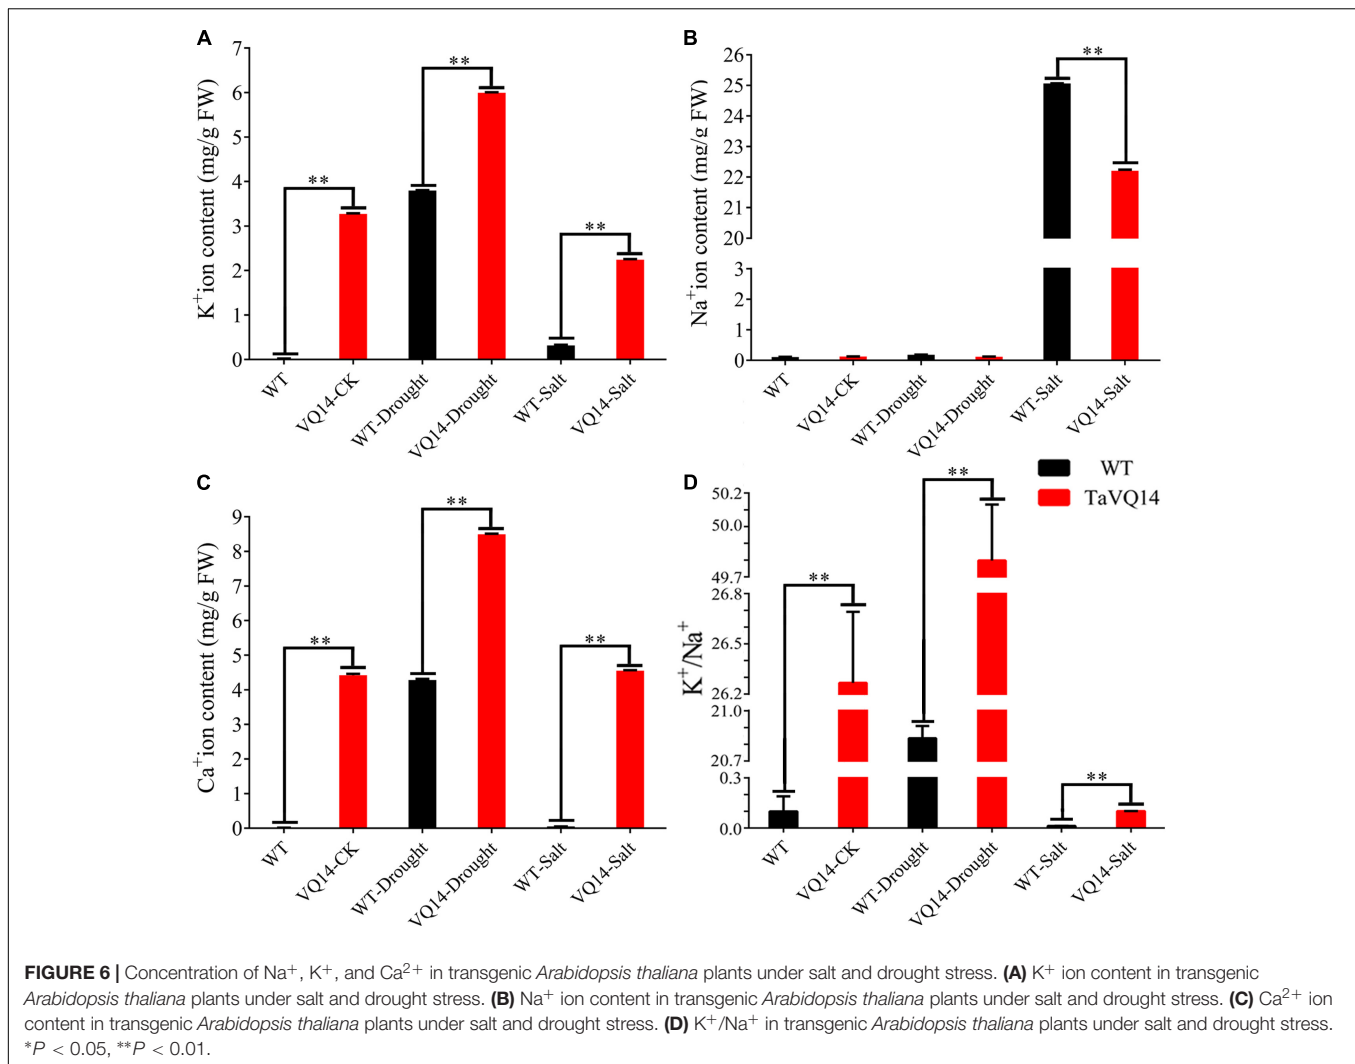 A
K+ion content (mg/g FW)
7
6
5
4
3
2
1
0
**
**
**
WT
VQ14-CK
WT-Drought
VQ14-Drought
WT-Salt
VQ14-Salt
B
Na+ion content (mg/g FW)
26
25
24
23
22
21
20
3
2
1
0
**
WT
VQ14-CK
WT-Drought
VQ14-Drought
WT-Salt
VQ14-Salt
C
Ca+ion content (mg/g FW)
9
8
7
6
5
4
3
2
1
0
**
**
**
WT
VQ14-CK
WT-Drought
VQ14-Drought
WT-Salt
VQ14-Salt
D
WT
TaVQ14
K+/Na+
50.2
50.0
49.7
26.8
26.5
26.2
21.0
20.7
0.3
0.0
**
**
**
WT
VQ14-CK
WT-Drought
VQ14-Drought
WT-Salt
VQ14-Salt
FIGURE 6 | Concentration of Na+, K+, and Ca2+ in transgenic Arabidopsis thaliana plants under salt and drought stress. (A) K+ ion content in transgenic
Arabidopsis thaliana plants under salt and drought stress. (B) Na+ ion content in transgenic Arabidopsis thaliana plants under salt and drought stress. (C) Ca2+ ion
content in transgenic Arabidopsis thaliana plants under salt and drought stress. (D) K+/Na+ in transgenic Arabidopsis thaliana plants under salt and drought stress.
*P < 0.05, **P < 0.01.